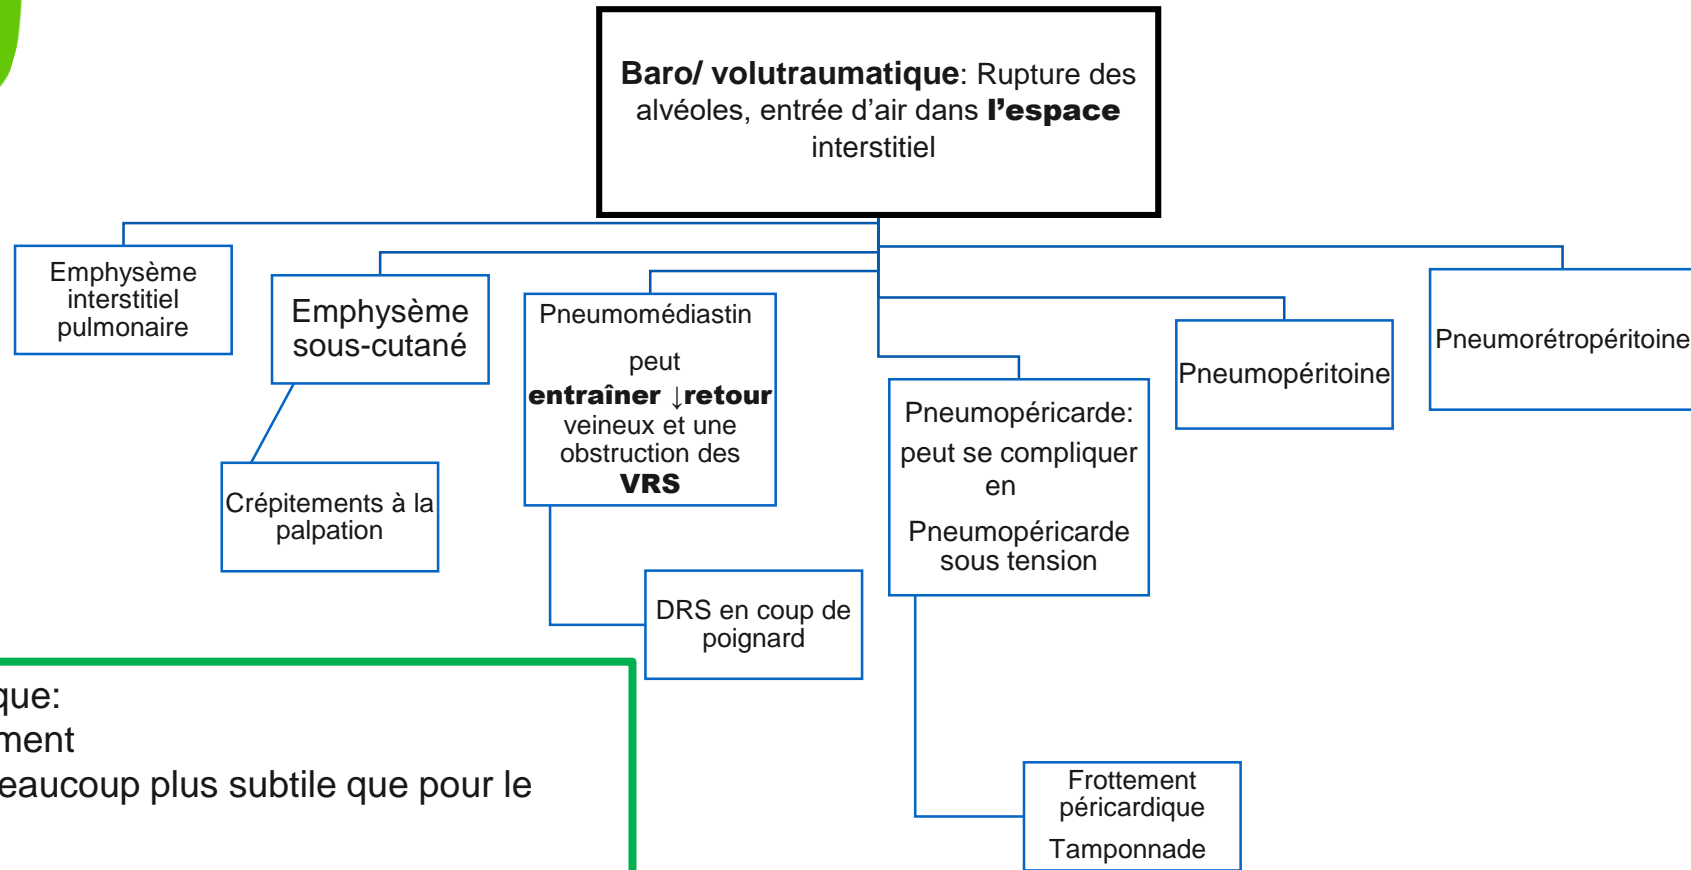 Baro/ volutraumatique: Rupture des
alvéoles, entrée d'air dans l'espace
interstitiel
Emphysème
interstitiel
pulmonaire
Emphysème
sous-cutané
Crépitements à la
palpation
Pneumomédiastin
peut
entraîner ↓retour
veineux et une
obstruction des
VRS
DRS en coup de
poignard
Pneumopéricarde:
peut se compliquer
en
Pneumopéricarde
sous tension
Frottement
péricardique
Tamponnade
Pneumopéritoine
Pneumorétropéritoine
que:
ment
eaucoup plus subtile que pour le